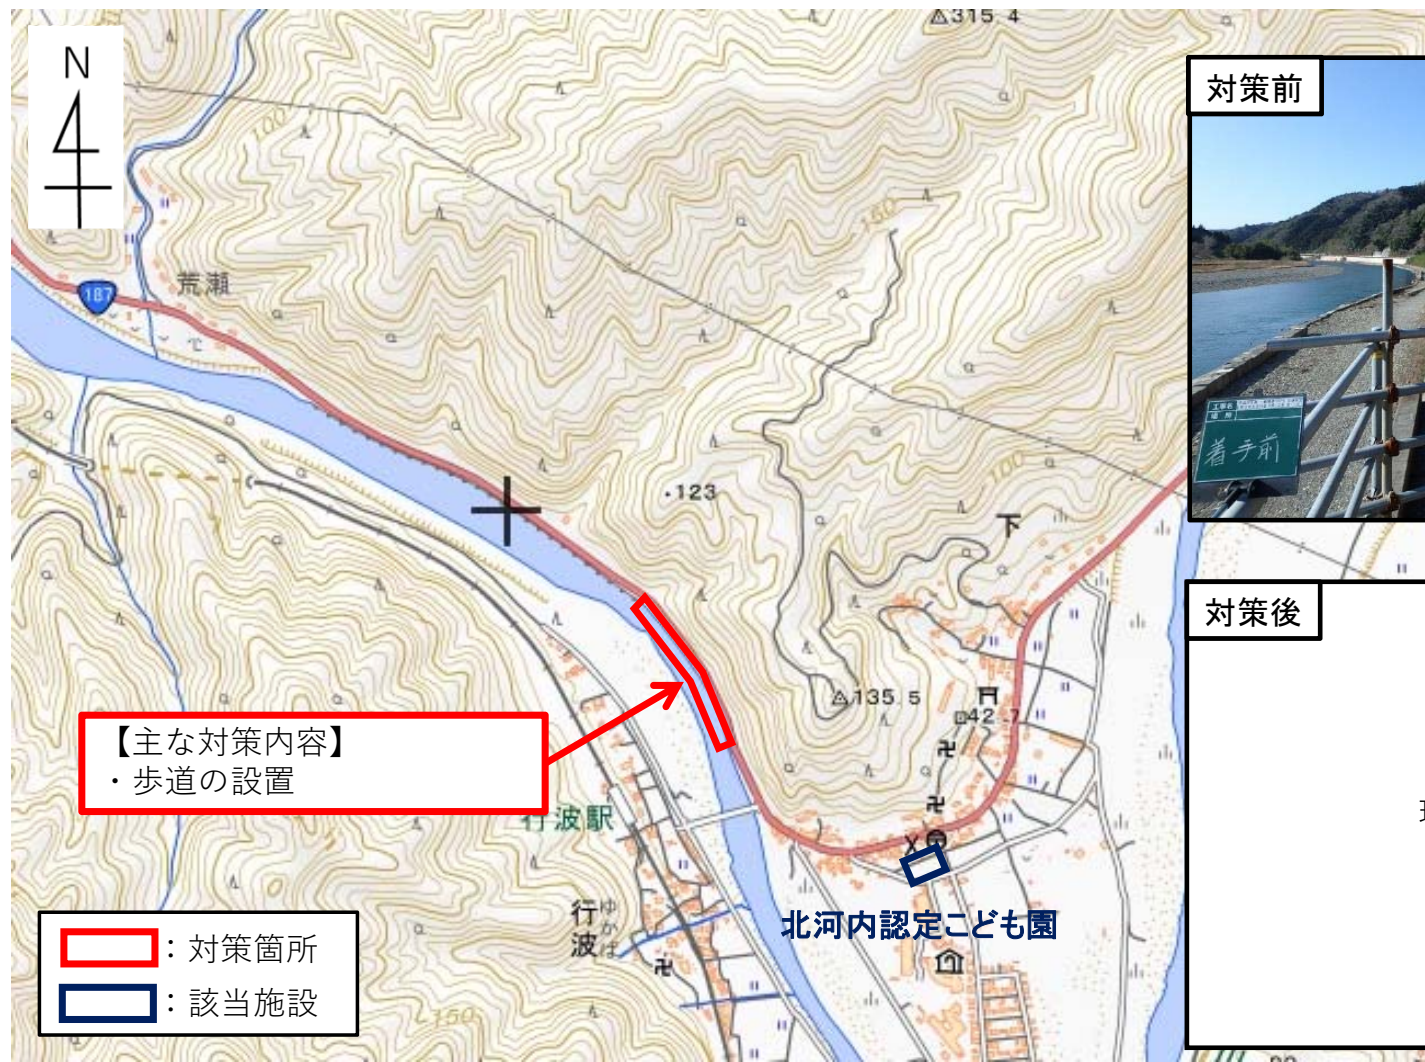 N
315.4
対策前
100
150
187
荒瀬
着手前
工事名
100
・123
下
対策後
135.5
42.7
【主な対策内容】
・歩道の設置
行波駅
北河内認定こども園
行波
ゆかば
：対策箇所
：該当施設
150